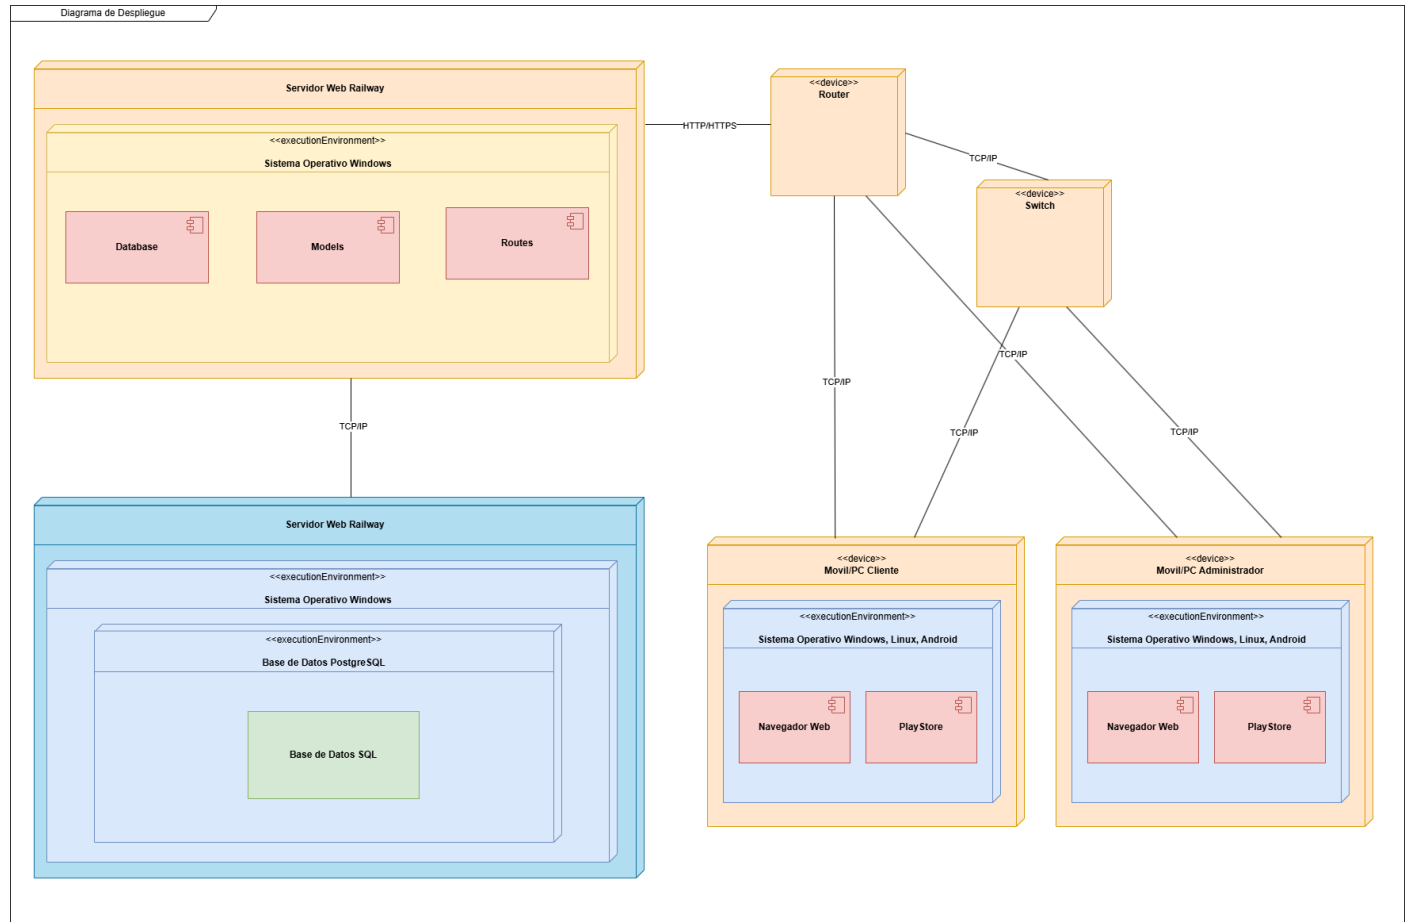 Diagrama de Despliegue
Servidor Web Railway
<<executionEnvironment>>
Sistema Operativo Windows
Database
Models
Routes
HTTP/HTTPS
<<device>>
Router
TCP/IP
<<device>>
Switch
TCP/IP
TCP/IP
TCP/IP
TCP/IP
TCP/IP
Servidor Web Railway
<<executionEnvironment>>
Sistema Operativo Windows
<<executionEnvironment>>
Base de Datos PostgreSQL
Base de Datos SQL
<<device>>
Movil/PC Cliente
<<executionEnvironment>>
Sistema Operativo Windows, Linux, Android
Navegador Web
PlayStore
<<device>>
Movil/PC Administrador
<<executionEnvironment>>
Sistema Operativo Windows, Linux, Android
Navegador Web
PlayStore